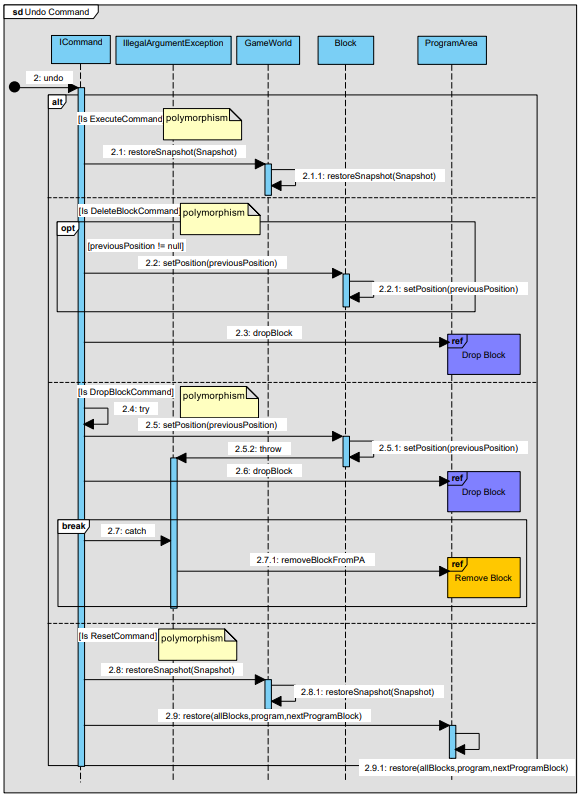 sd Undo Command
ICommand
IllegalArgumentException
GameWorld
Block
ProgramArea
2: undo
alt
[Is ExecuteCommand
polymorphism
2.1: restoreSnapshot(Snapshot)
2.1.1: restoreSnapshot(Snapshot)
[Is DeleteBlockCommand]
polymorphism
opt
[previousPosition != null]
2.2: setPosition(previousPosition)
2.2.1: setPosition(previousPosition)
2.3: dropBlock
ref
Drop Block
[Is DropBlockCommand]
polymorphism
2.4: try
2.5: setPosition(previousPosition)
2.5.1: setPosition(previousPosition)
2.5.2: throw
2.6: dropBlock
ref
Drop Block
break
2.7: catch
2.7.1: removeBlockFromPA
ref
Remove Block
[Is ResetCommand]
polymorphism
2.8: restoreSnapshot(Snapshot)
2.8.1: restoreSnapshot(Snapshot)
2.9: restore(allBlocks,program,nextProgramBlock)
2.9.1: restore(allBlocks,program,nextProgramBlock)